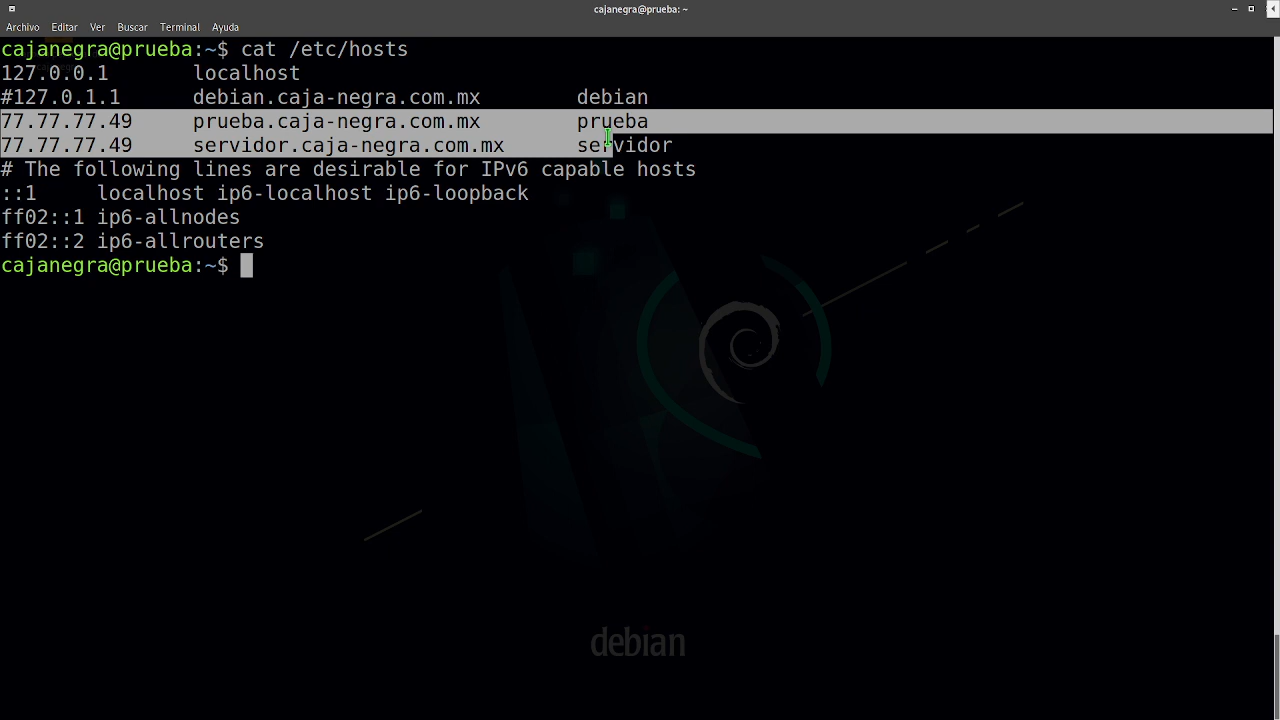 cajanegra@prueba: ~
Archivo Editar Ver Buscar Terminal Ayuda
cajanegra@prueba:~$ cat /etc/hosts
127.0.0.1 localhost
#127.0.1.1 debian.caja-negra.com.mx debian
77.77.77.49 prueba.caja-negra.com.mx prueba
77.77.77.49 servidor.caja-negra.com.mx servidor
# The following lines are desirable for IPv6 capable hosts
::1 localhost ip6-localhost ip6-loopback
ff02::1 ip6-allnodes
ff02::2 ip6-allrouters
cajanegra@prueba:~$
debian